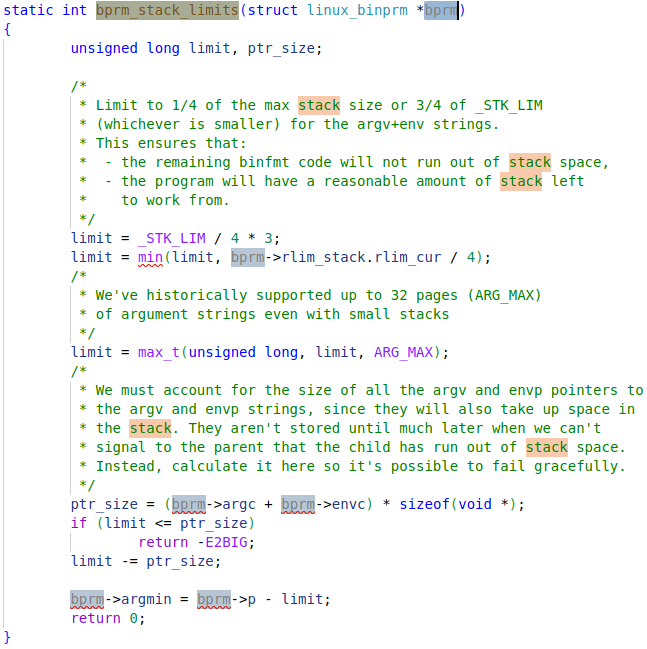 static int bprm_stack_limits(struct linux_binprm *bprm)
{
unsigned long limit, ptr_size;
/*
* Limit to 1/4 of the max stack size or 3/4 of _STK_LIM
* (whichever is smaller) for the argv+env strings.
* This ensures that:
*  - the remaining binfmt code will not run out of stack space,
*  - the program will have a reasonable amount of stack left
*    to work from.
*/
limit = _STK_LIM / 4 * 3;
limit = min(limit, bprm->rlim_stack.rlim_cur / 4);
/*
* We've historically supported up to 32 pages (ARG_MAX)
* of argument strings even with small stacks
*/
limit = max_t(unsigned long, limit, ARG_MAX);
/*
* We must account for the size of all the argv and envp pointers to
* the argv and envp strings, since they will also take up space in
* the stack. They aren't stored until much later when we can't
* signal to the parent that the child has run out of stack space.
* Instead, calculate it here so it's possible to fail gracefully.
*/
ptr_size = (bprm->argc + bprm->envc) * sizeof(void *);
if (limit <= ptr_size)
return -E2BIG;
limit -= ptr_size;
bprm->argmin = bprm->p - limit;
return 0;
}